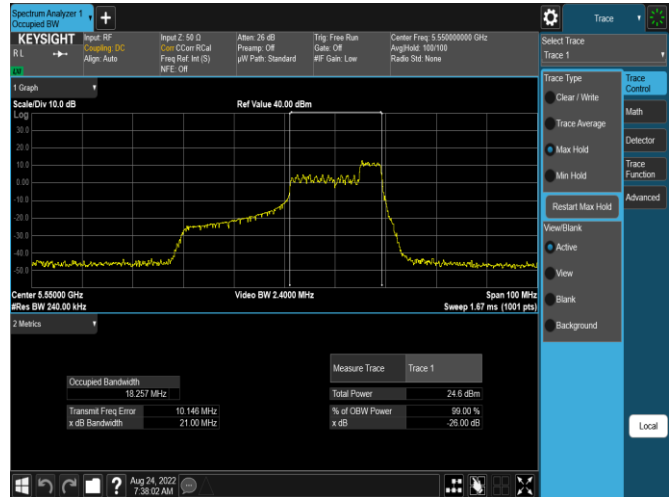 Spectrum Analyzer 1
Occupied BW
+
Trace
KEYSIGHT
R L
LW
Input: RF
Coupling: DC
Align: Auto
Input Z: 50 Ω
Corr CCorr RCal
Freq Ref: Int (S)
NFE: Off
Atten: 26 dB
Preamp: Off
µW Path: Standard
Trig: Free Run
Gate: Off
#IF Gain: Low
Center Freq: 5.550000000 GHz
Avg|Hold: 100/100
Radio Std: None
Select Trace
Trace 1
1 Graph
Scale/Div 10.0 dB
Ref Value 40.00 dBm
Log
30.0
20.0
10.0
0.00
-10.0
-20.0
-30.0
-40.0
-50.0
Center 5.55000 GHz
#Res BW 240.00 kHz
Video BW 2.4000 MHz
Span 100 MHz
Sweep 1.67 ms (1001 pts)
Trace Type
Clear / Write
Trace Average
Max Hold
Min Hold
Restart Max Hold
View/Blank
Active
View
Blank
Background
Trace
Control
Math
Detector
Trace
Function
Advanced
Local
2 Metrics
Occupied Bandwidth
18.257 MHz
Transmit Freq Error 10.146 MHz
x dB Bandwidth 21.00 MHz
Measure Trace Trace 1
Total Power 24.6 dBm
% of OBW Power 99.00 %
x dB -26.00 dB
?
Aug 24, 2022
7:38:02 AM